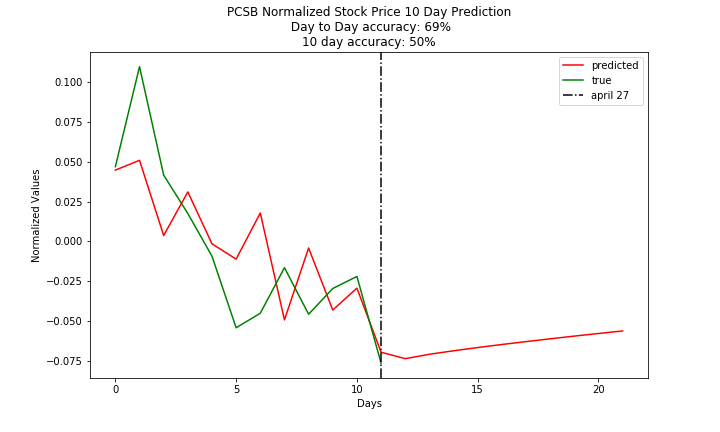 PCSB Normalized Stock Price 10 Day Prediction
Day to Day accuracy: 69%
10 day accuracy: 50%
predicted
true
april 27
0.100
0.075
0.050
0.025
0.000
−0.025
−0.050
−0.075
Normalized Values
0 5 10 15 20
Days